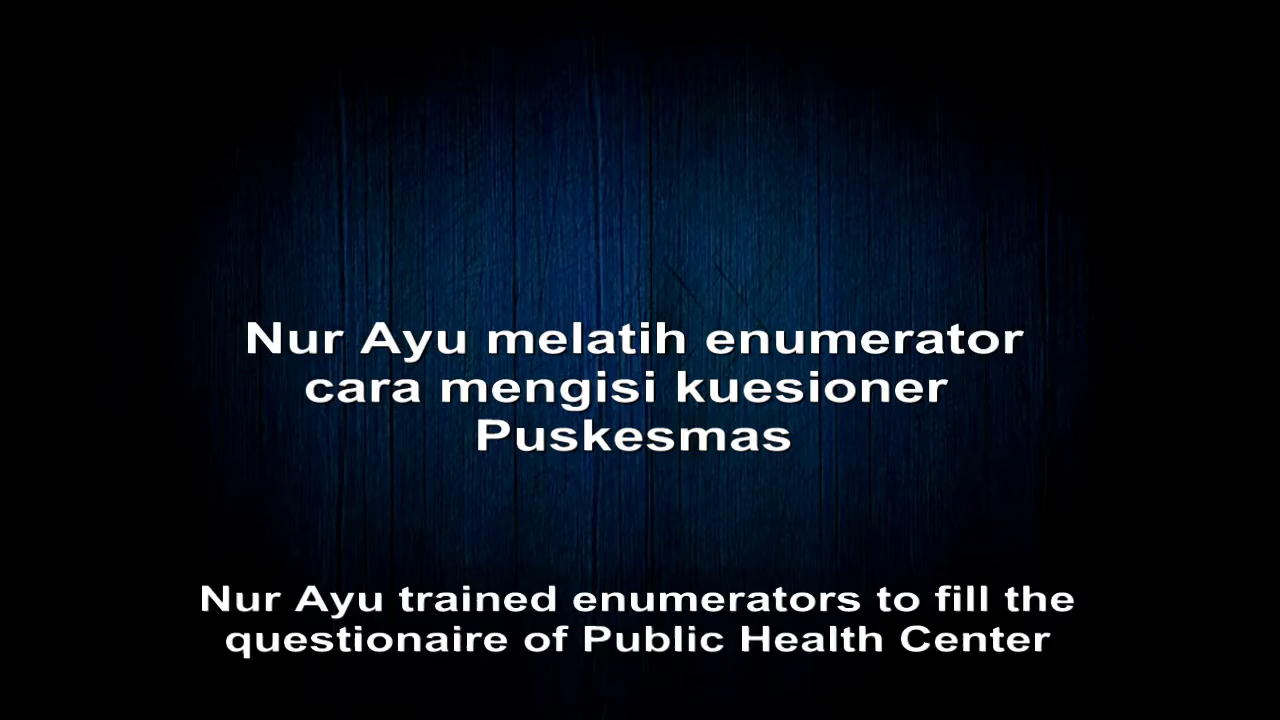 Nur Ayu melatih enumerator
cara mengisi kuesioner
Puskesmas
Nur Ayu trained enumerators to fill the
questionaire of Public Health Center